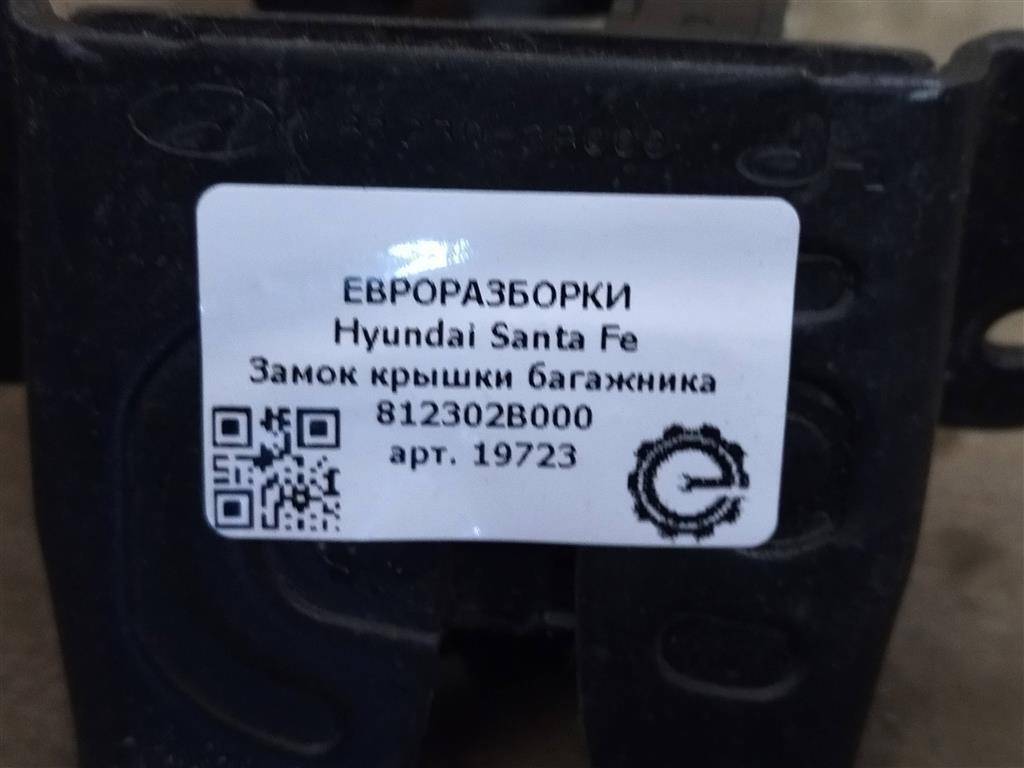 ЕВРОРАЗБОРКИ
Hyundai Santa Fe
Замок крышки багажника
812302B000
арт. 19723